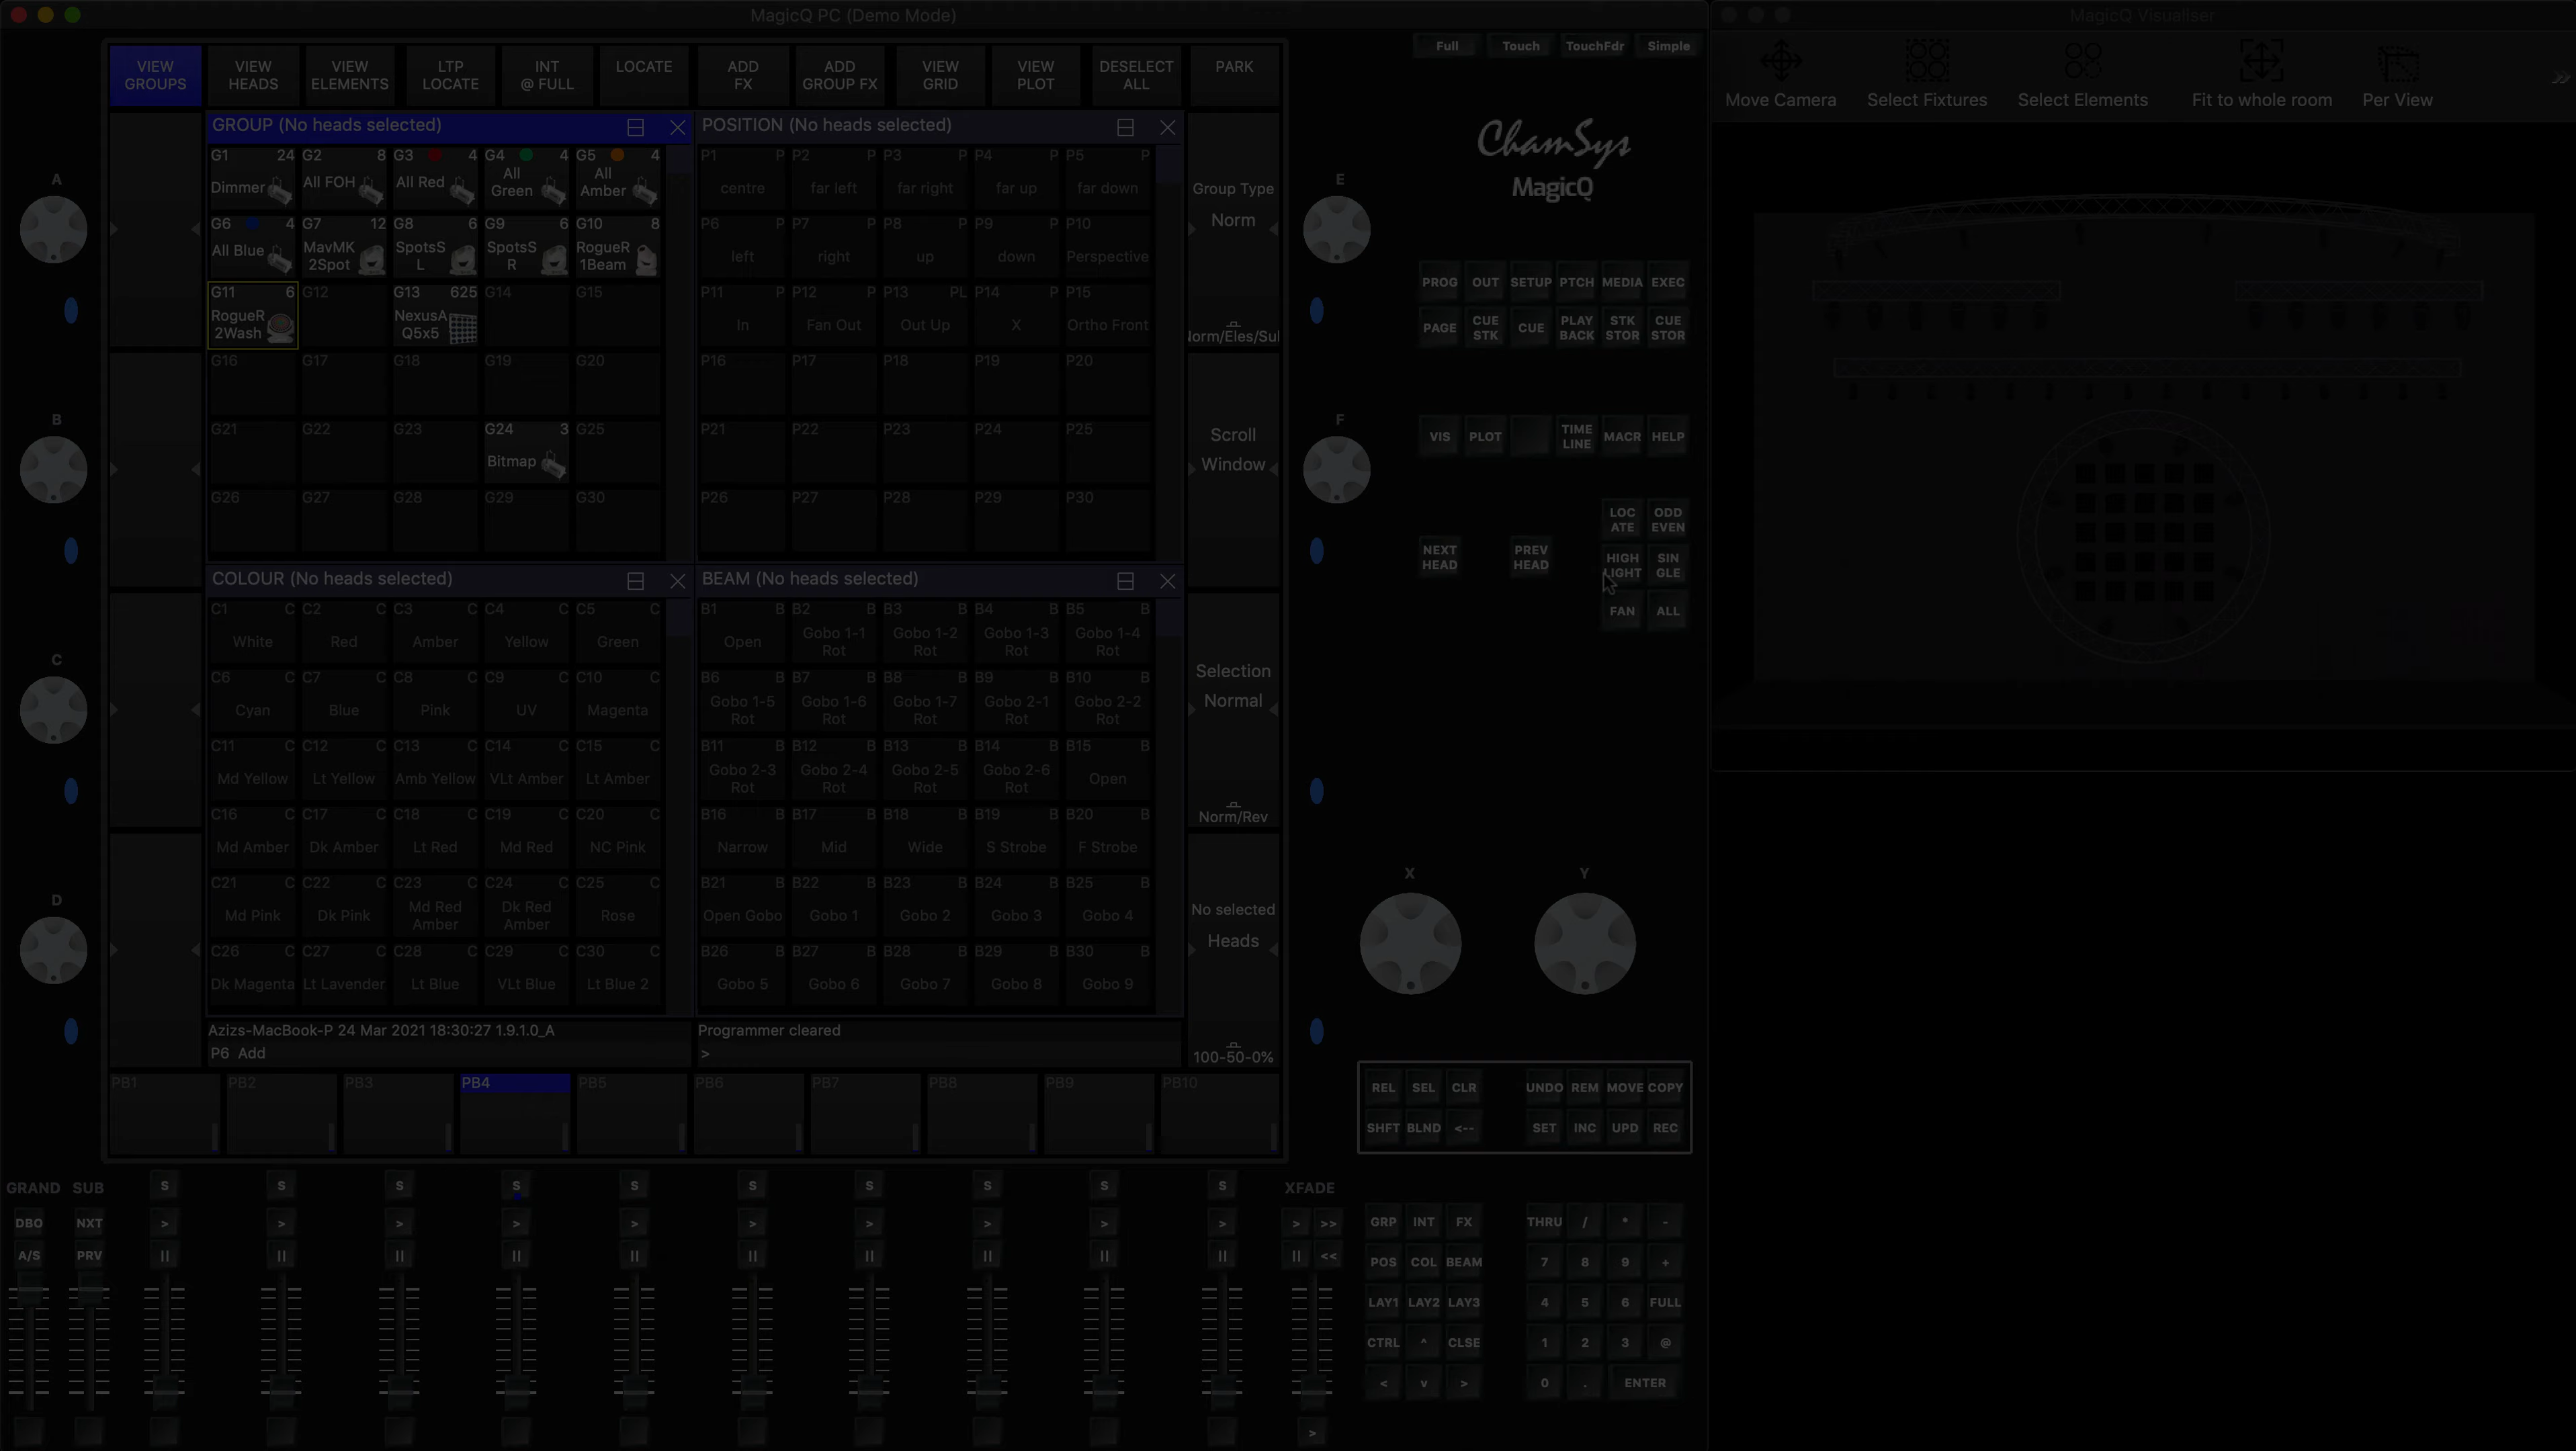 MagicQ PC (Demo Mode)
MagicQ Visualiser
VIEW GROUPS
VIEW HEADS
VIEW ELEMENTS
LTP LOCATE
INT @ FULL
LOCATE
ADD FX
ADD GROUP FX
VIEW GRID
VIEW PLOT
DESELECT ALL
PARK
Full Touch TouchFdr Simple
Move Camera Select Fixtures Select Elements Fit to whole room Per View
GROUP (No heads selected)
G1 24 Dimmer
G2 8 All FOH
G3 4 All Red
G4 4 All Green
G5 4 All Amber
G6 4 All Blue
G7 12 MavMK 2Spot
G8 6 SpotsS L
G9 6 SpotsS R
G10 8 RogueR 1Beam
G11 6 RogueR 2Wash
G12
G13 625 NexusA Q5x5
G14 G15
G16 G17 G18 G19 G20
G21 G22 G23
G24 3 Bitmap
G25
G26 G27 G28 G29 G30
POSITION (No heads selected)
P1 P centre
P2 P far left
P3 P far right
P4 P far up
P5 P far down
P6 P left
P7 P right
P8 P up
P9 P down
P10 P Perspective
P11 P In
P12 P Fan Out
P13 PL Out Up
P14 P X
P15 P Ortho Front
P16 P17 P18 P19 P20
P21 P22 P23 P24 P25
P26 P27 P28 P29 P30
COLOUR (No heads selected)
C1 C White
C2 C Red
C3 C Amber
C4 C Yellow
C5 C Green
C6 C Cyan
C7 C Blue
C8 C Pink
C9 C UV
C10 C Magenta
C11 C Md Yellow
C12 C Lt Yellow
C13 C Amb Yellow
C14 C VLt Amber
C15 C Lt Amber
C16 C Md Amber
C17 C Dk Amber
C18 C Lt Red
C19 C Md Red
C20 C NC Pink
C21 C Md Pink
C22 C Dk Pink
C23 C Md Red Amber
C24 C Dk Red Amber
C25 C Rose
C26 C Dk Magenta
C27 C Lt Lavender
C28 C Lt Blue
C29 C VLt Blue
C30 C Lt Blue 2
BEAM (No heads selected)
B1 B Open
B2 B Gobo 1-1 Rot
B3 B Gobo 1-2 Rot
B4 B Gobo 1-3 Rot
B5 B Gobo 1-4 Rot
B6 B Gobo 1-5 Rot
B7 B Gobo 1-6 Rot
B8 B Gobo 1-7 Rot
B9 B Gobo 2-1 Rot
B10 B Gobo 2-2 Rot
B11 B Gobo 2-3 Rot
B12 B Gobo 2-4 Rot
B13 B Gobo 2-5 Rot
B14 B Gobo 2-6 Rot
B15 B Open
B16 B Narrow
B17 B Mid
B18 B Wide
B19 B S Strobe
B20 B F Strobe
B21 B Open Gobo
B22 B Gobo 1
B23 B Gobo 2
B24 B Gobo 3
B25 B Gobo 4
B26 B Gobo 5
B27 B Gobo 6
B28 B Gobo 7
B29 B Gobo 8
B30 B Gobo 9
Group Type
Norm
Norm/Eles/Sul
Scroll
Window
Selection
Normal
Norm/Rev
No selected
Heads
100-50-0%
Azizs-MacBook-P 24 Mar 2021 18:30:27 1.9.1.0_A
P6 Add
Programmer cleared
>
PB1 PB2 PB3 PB4 PB5 PB6 PB7 PB8 PB9 PB10
A
B
C
D
E
F
ChamSys
MagicQ
PROG OUT SETUP PTCH MEDIA EXEC
PAGE CUE STK CUE PLAY BACK STK STOR CUE STOR
VIS PLOT TIME LINE MACR HELP
LOC ATE ODD EVEN
NEXT HEAD PREV HEAD HIGH LIGHT SIN GLE
FAN ALL
X Y
REL SEL CLR UNDO REM MOVE COPY
SHFT BLND <-- SET INC UPD REC
GRAND SUB S S S S S S S S S S XFADE
DBO NXT > > > > > > > > > > > >>
A/S PRV II II II II II II II II II II II <<
>
GRP INT FX THRU / * -
POS COL BEAM 7 8 9 +
LAY1 LAY2 LAY3 4 5 6 FULL
CTRL ^ CLSE 1 2 3 @
< v > 0 . ENTER